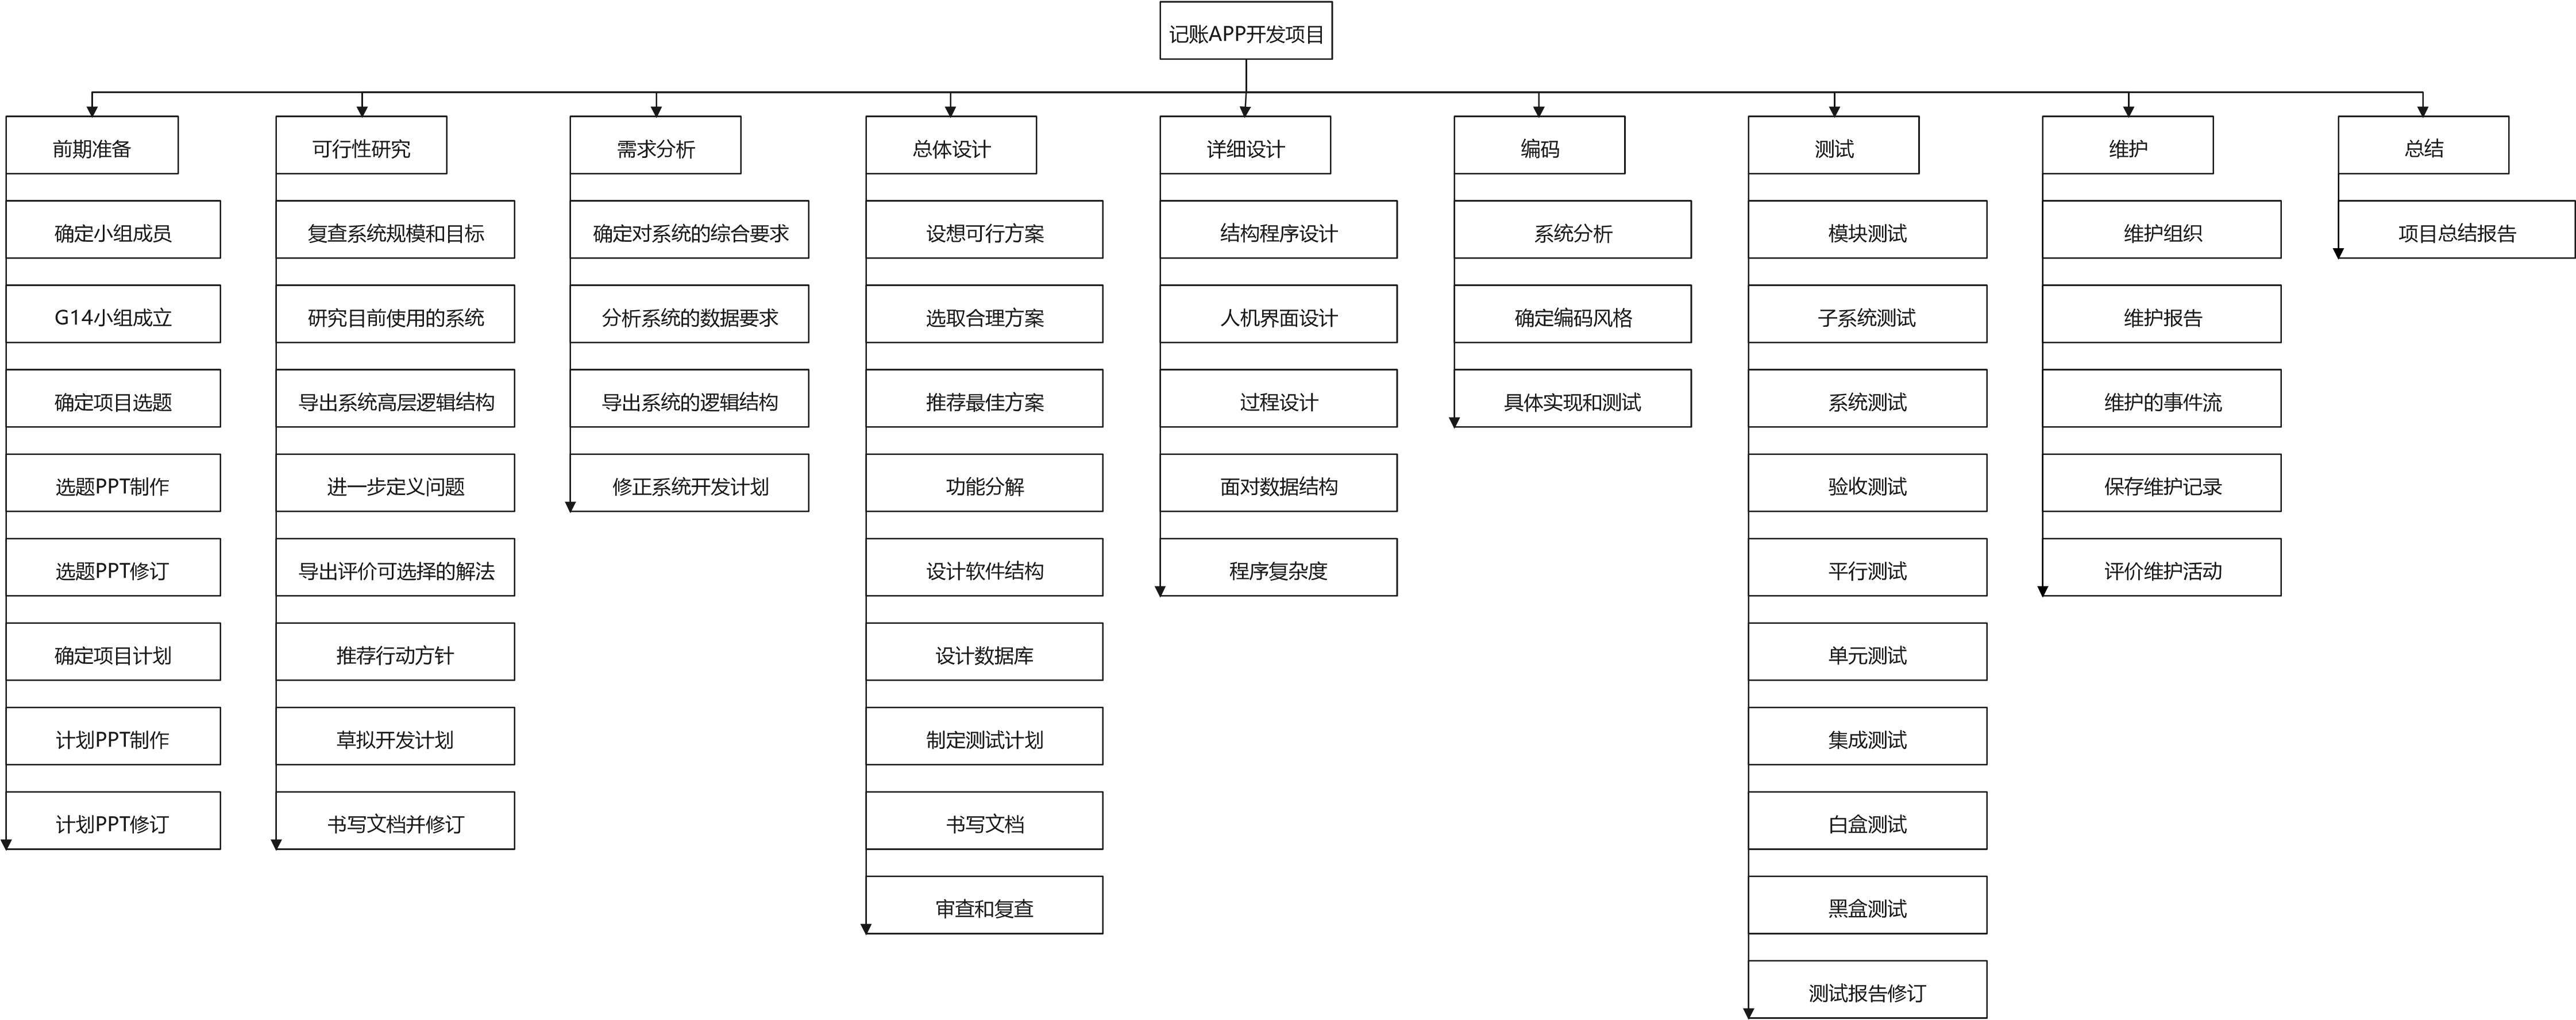 记账APP开发项目
前期准备
确定小组成员
G14小组成立
确定项目选题
选题PPT制作
选题PPT修订
确定项目计划
计划PPT制作
计划PPT修订
可行性研究
复查系统规模和目标
研究目前使用的系统
导出系统高层逻辑结构
进一步定义问题
导出评价可选择的解法
推荐行动方针
草拟开发计划
书写文档并修订
需求分析
确定对系统的综合要求
分析系统的数据要求
导出系统的逻辑结构
修正系统开发计划
总体设计
设想可行方案
选取合理方案
推荐最佳方案
功能分解
设计软件结构
设计数据库
制定测试计划
书写文档
审查和复查
详细设计
结构程序设计
人机界面设计
过程设计
面对数据结构
程序复杂度
编码
系统分析
确定编码风格
具体实现和测试
测试
模块测试
子系统测试
系统测试
验收测试
平行测试
单元测试
集成测试
白盒测试
黑盒测试
测试报告修订
维护
维护组织
维护报告
维护的事件流
保存维护记录
评价维护活动
总结
项目总结报告